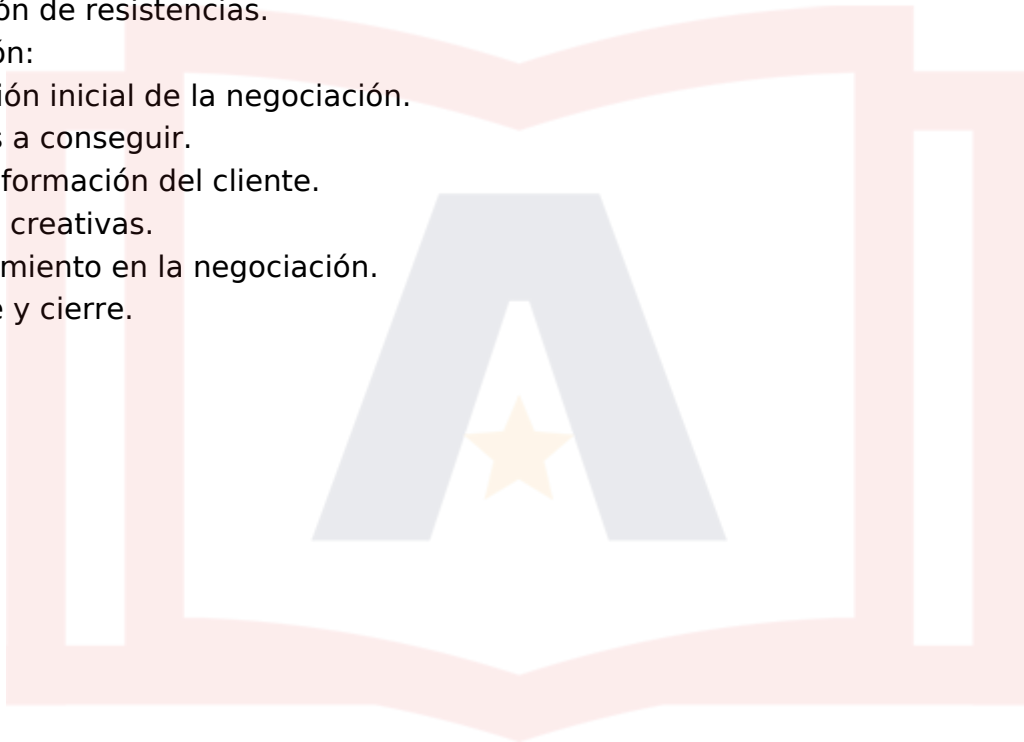 ón de resistencias.
ón:
ión inicial de la negociación.
s a conseguir.
formación del cliente.
creativas.
miento en la negociación.
e y cierre.
A